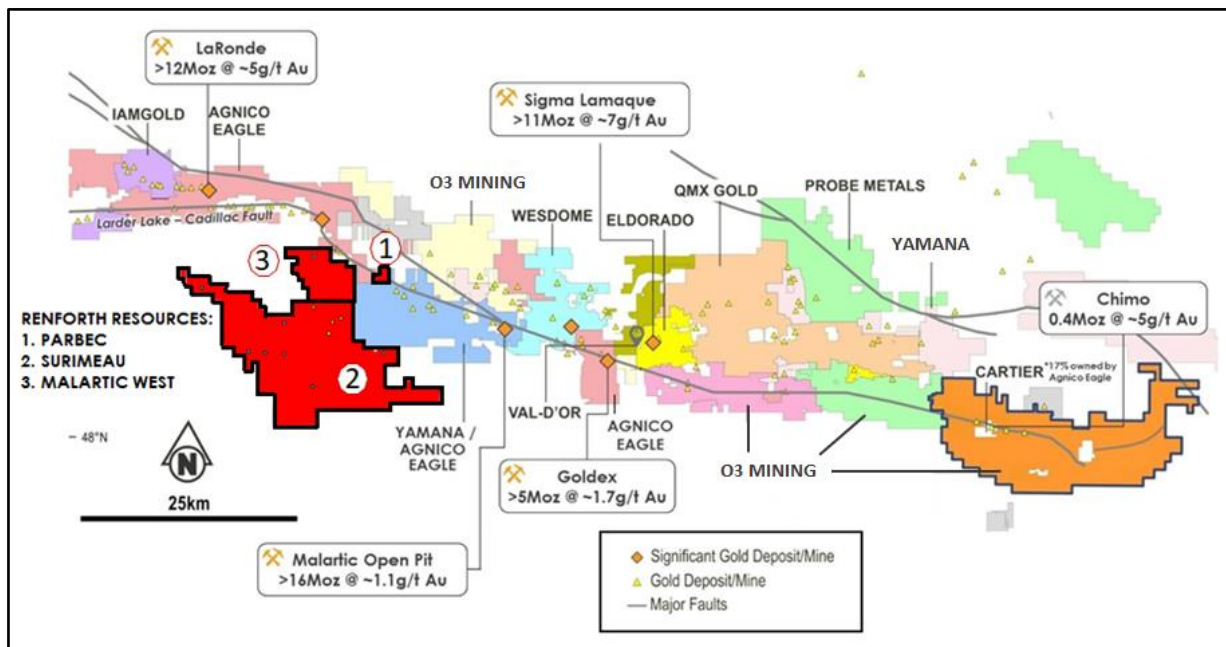 LaRonde
>12Moz @ ~5g/t Au
IAMGOLD
AGNICO
EAGLE
Sigma Lamaque
>11Moz @ ~7g/t Au
O3 MINING
WESDOME
ELDORADO
QMX GOLD
PROBE METALS
YAMANA
Larder Lake – Cadillac Fault
1
3
Chimo
0.4Moz @ ~5g/t Au
RENFORTH RESOURCES:
1. PARBEC
2. SURIMEAU
3. MALARTIC WEST
2
CARTIER
*17% owned by
Agnico Eagle
48°N
N
25km
YAMANA /
AGNICO
EAGLE
VAL-D'OR
AGNICO
EAGLE
O3 MINING
Goldex
>5Moz @ ~1.7g/t Au
Malartic Open Pit
>16Moz @ ~1.1g/t Au
Significant Gold Deposit/Mine
Gold Deposit/Mine
Major Faults